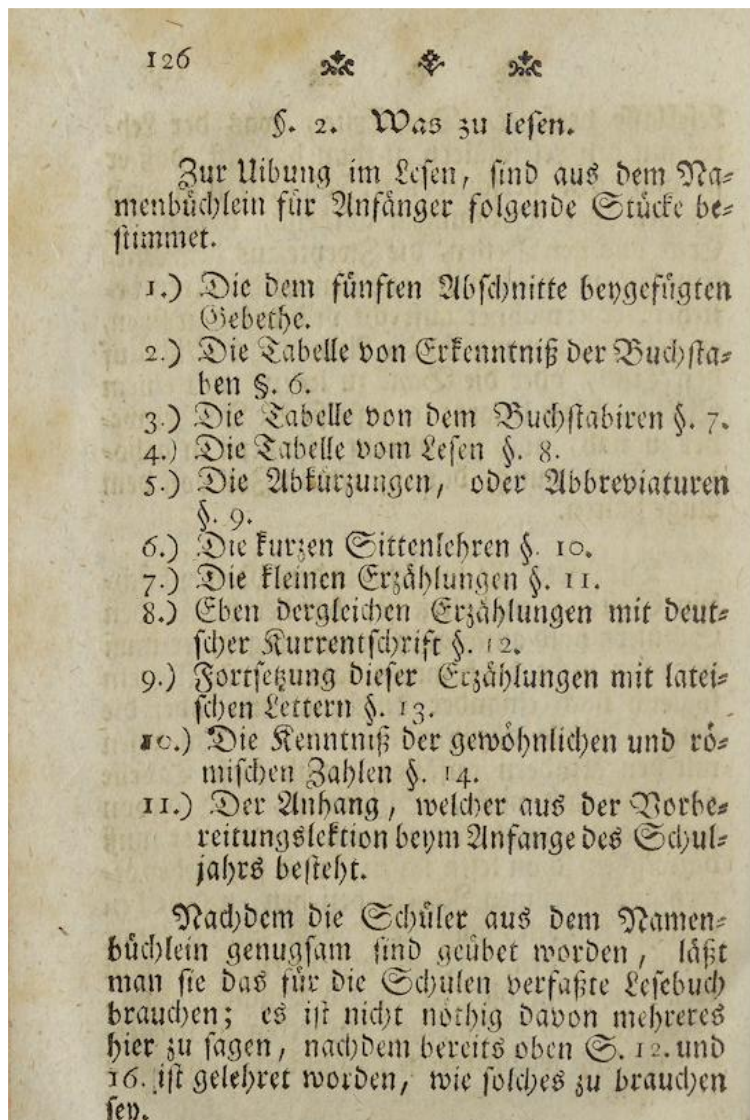 126
§. 2. Was zu lesen.
Zur Uibung im Lesen, sind aus dem Na-
menbüchlein für Anfänger folgende Stücke be-
stimmet.
1.) Die dem fünften Abschnitte beygefügten
Gebethe.
2.) Die Tabelle von Erkenntniß der Buchsta-
ben §. 6.
3.) Die Tabelle von dem Buchstabiren §. 7.
4.) Die Tabelle vom Lesen §. 8.
5.) Die Abkürzungen, oder Abbreviaturen
§. 9.
6.) Die kurzen Sittenlehren §. 10.
7.) Die kleinen Erzählungen §. 11.
8.) Eben dergleichen Erzählungen mit deut-
scher Kurrentschrift §. 12.
9.) Fortsetzung dieser Erzählungen mit latei-
schen Lettern §. 13.
10.) Die Kenntniß der gewöhnlichen und rö-
mischen Zahlen §. 14.
11.) Der Anhang, welcher aus der Vorbe-
reitungslektion beym Anfange des Schul-
jahrs besteht.
Nachdem die Schüler aus dem Namen-
büchlein genugsam sind geübet worden, läßt
man sie das für die Schulen verfaßte Lesebuch
brauchen; es ist nicht nöthig davon mehreres
hier zu sagen, nachdem bereits oben S. 12. und
16. ist gelehret worden, wie solches zu brauchen
sey.